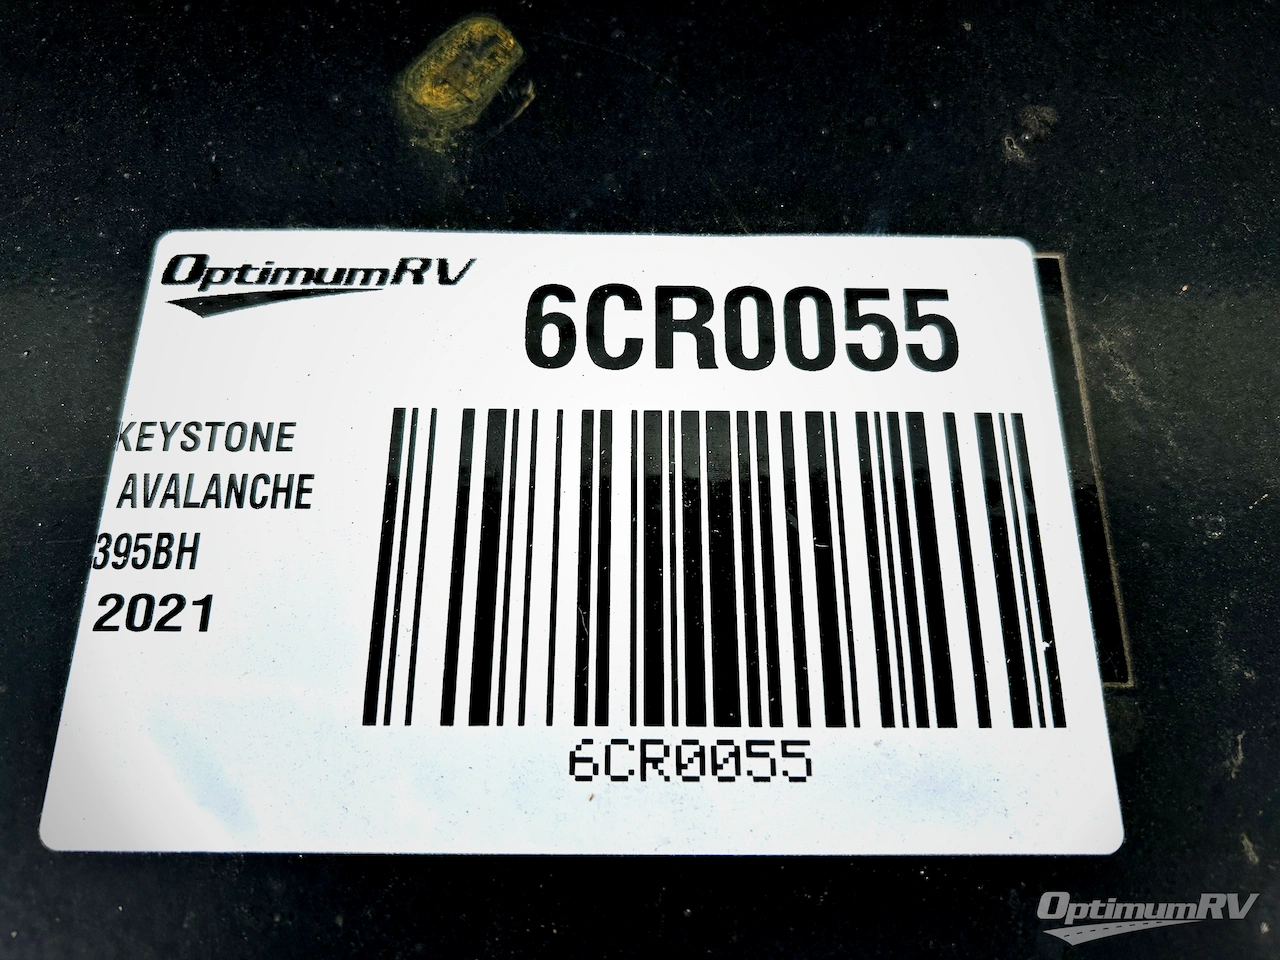 OptimumRV
6CR0055
KEYSTONE
AVALANCHE
395BH
2021
6CR0055
OptimumRV